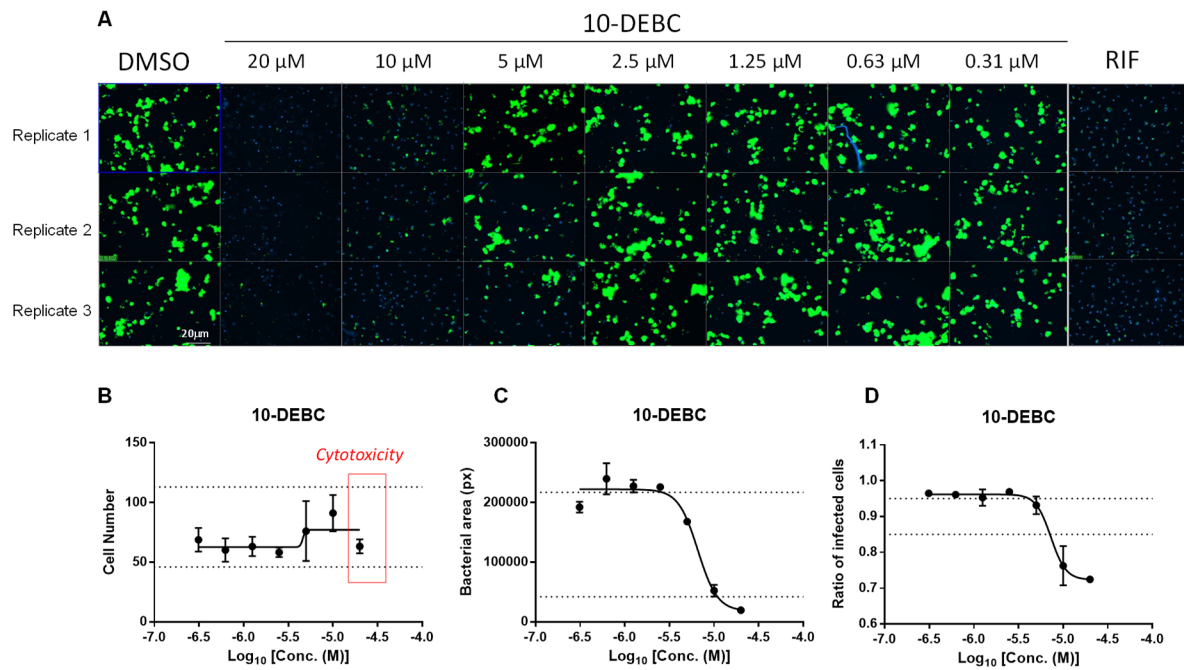 A
10-DEBC
DMSO 20 µM 10 µM 5 µM 2.5 µM 1.25 µM 0.63 µM 0.31 µM RIF
Replicate 1
Replicate 2
Replicate 3
20µm
B
10-DEBC
Cytotoxicity
Cell Number
150
100
50
0
-7.0 -6.5 -6.0 -5.5 -5.0 -4.5 -4.0
Log10 [Conc. (M)]
C
10-DEBC
Bacterial area (px)
300000
200000
100000
0
-7.0 -6.5 -6.0 -5.5 -5.0 -4.5 -4.0
Log10 [Conc. (M)]
D
10-DEBC
Ratio of infected cells
1.1
1.0
0.9
0.8
0.7
0.6
-7.0 -6.5 -6.0 -5.5 -5.0 -4.5 -4.0
Log10 [Conc. (M)]